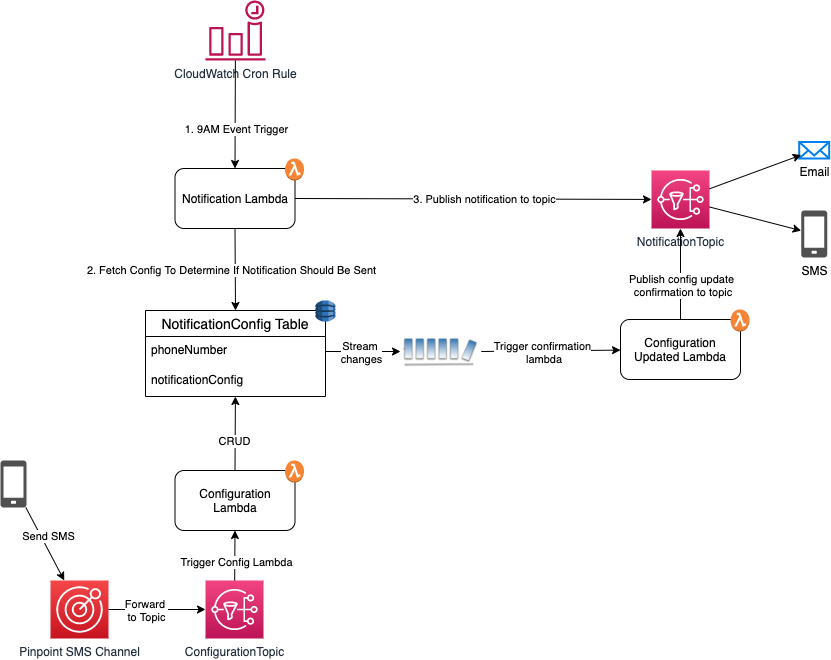 CloudWatch Cron Rule
1. 9AM Event Trigger
Notification Lambda
3. Publish notification to topic
Email
NotificationTopic
SMS
2. Fetch Config To Determine If Notification Should Be Sent
Publish config update
confirmation to topic
NotificationConfig Table
phoneNumber
notificationConfig
Stream
changes
Trigger confirmation
lambda
Configuration
Updated Lambda
CRUD
Configuration
Lambda
Send SMS
Trigger Config Lambda
Forward
to Topic
Pinpoint SMS Channel
ConfigurationTopic